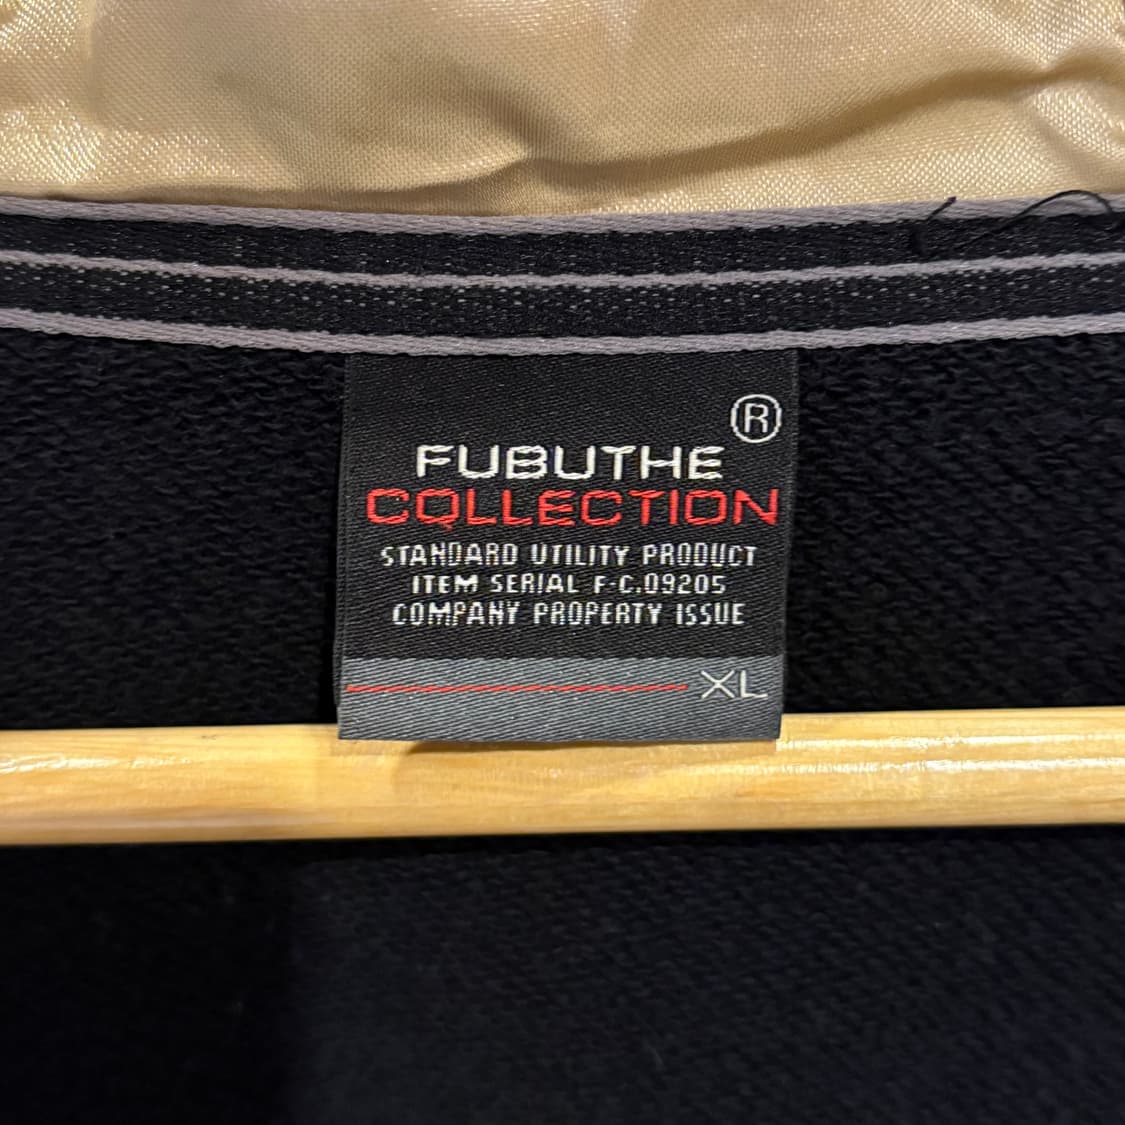 ®
FUBUTHE
COLLECTION
STANDARD UTILITY PRODUCT
ITEM SERIAL F-C.09205
COMPANY PROPERTY ISSUE
XL